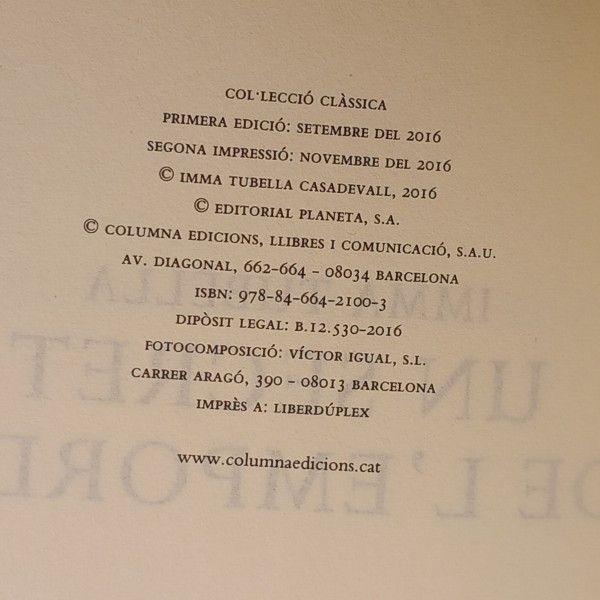 COL·LECCIÓ CLÀSSICA
PRIMERA EDICIÓ: SETEMBRE DEL 2016
SEGONA IMPRESSIÓ: NOVEMBRE DEL 2016
© IMMA TUBELLA CASADEVALL, 2016
© EDITORIAL PLANETA, S.A.
© COLUMNA EDICIONS, LLIBRES I COMUNICACIÓ, S.A.U.
AV. DIAGONAL, 662-664 - 08034 BARCELONA
ISBN: 978-84-664-2100-3
DIPÒSIT LEGAL: B.12.530-2016
FOTOCOMPOSICIÓ: VÍCTOR IGUAL, S.L.
CARRER ARAGÓ, 390 - 08013 BARCELONA
IMPRÈS A: LIBERDÚPLEX
www.columnaedicions.cat